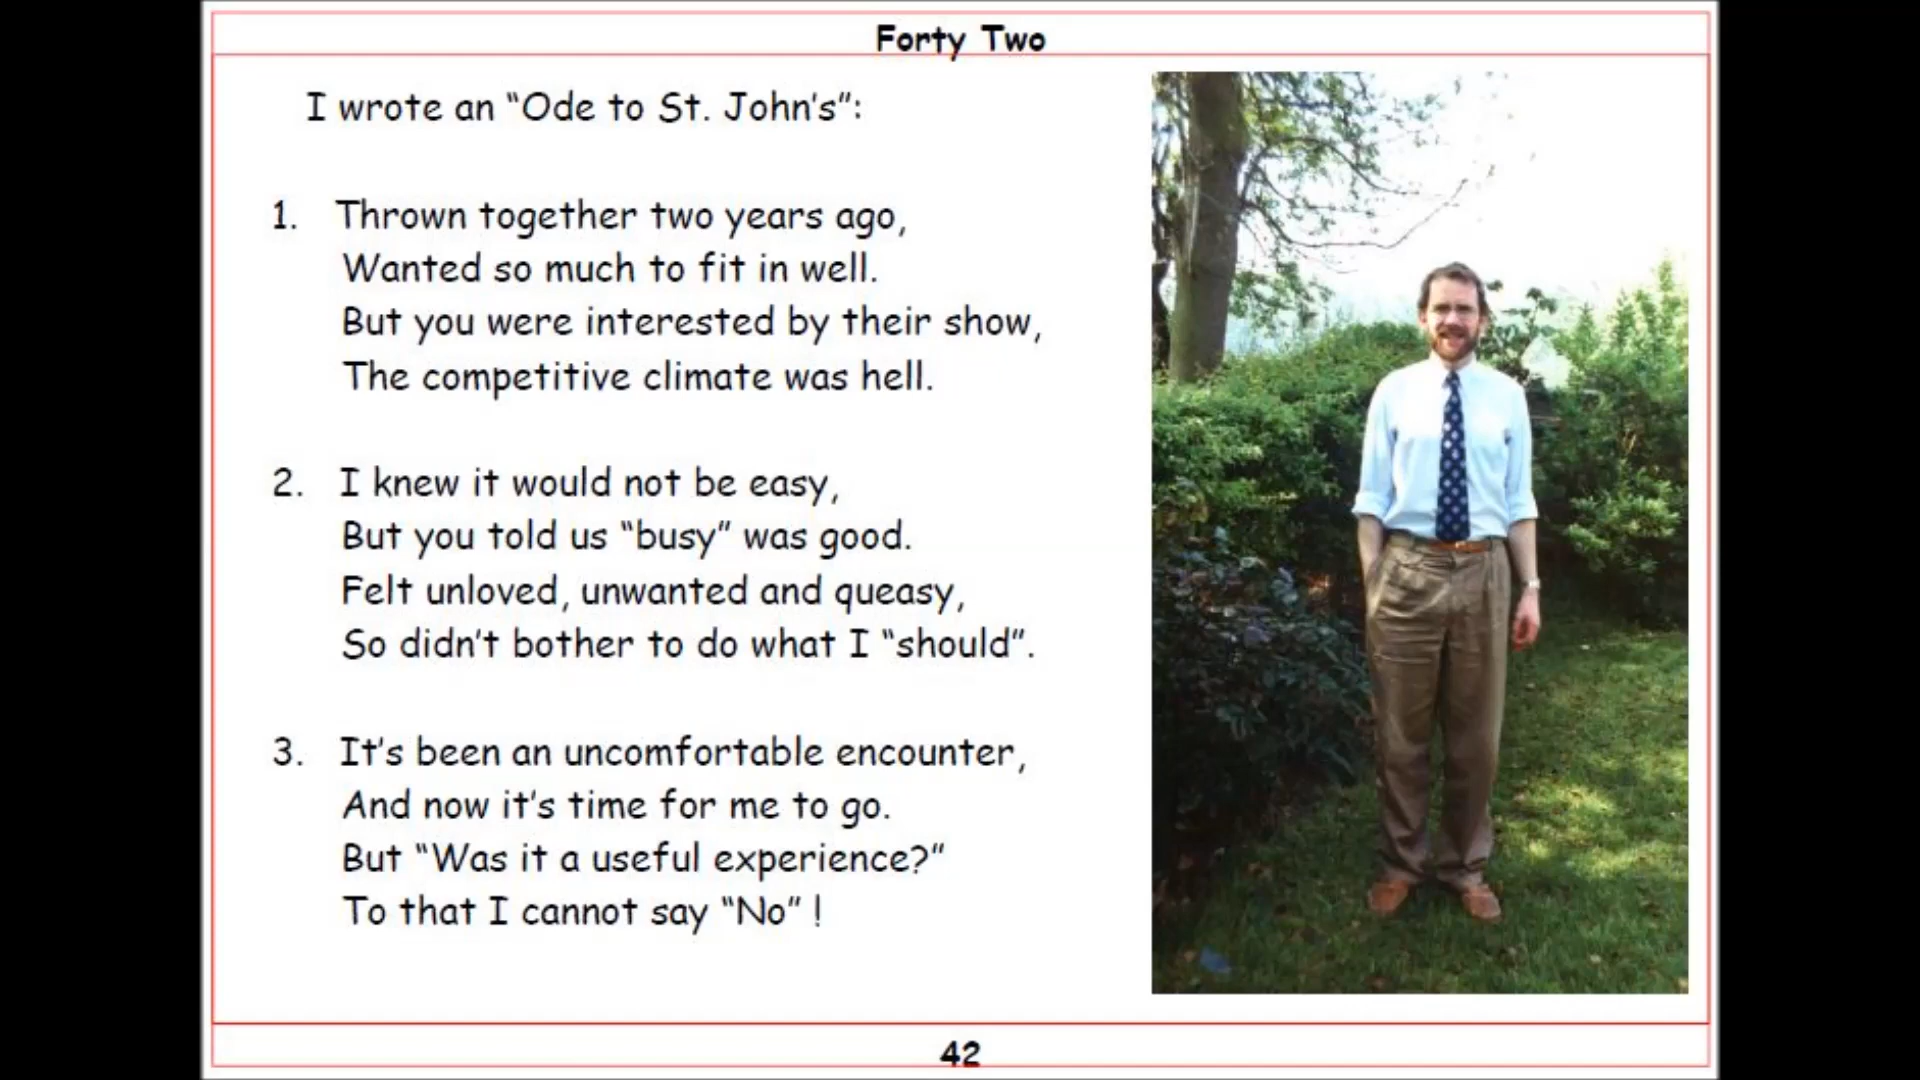 Forty Two
I wrote an “Ode to St. John’s”:
1. Thrown together two years ago,
Wanted so much to fit in well.
But you were interested by their show,
The competitive climate was hell.
2. I knew it would not be easy,
But you told us “busy” was good.
Felt unloved, unwanted and queasy,
So didn’t bother to do what I “should”.
3. It’s been an uncomfortable encounter,
And now it’s time for me to go.
But “Was it a useful experience?”
To that I cannot say “No” !
42